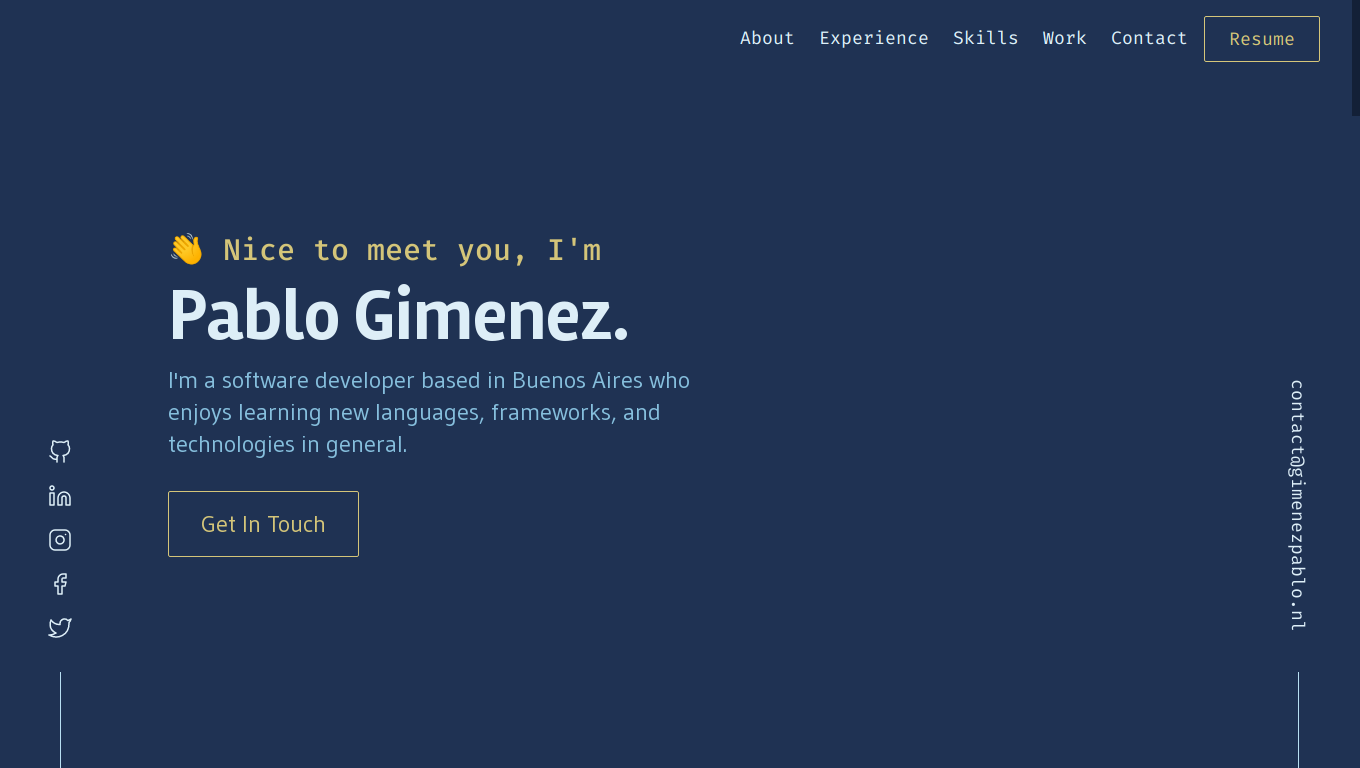 About Experience Skills Work Contact Resume
👋 Nice to meet you, I'm
Pablo Gimenez.
I'm a software developer based in Buenos Aires who
enjoys learning new languages, frameworks, and
technologies in general.
Get In Touch
contact@gimenezpablo.nl